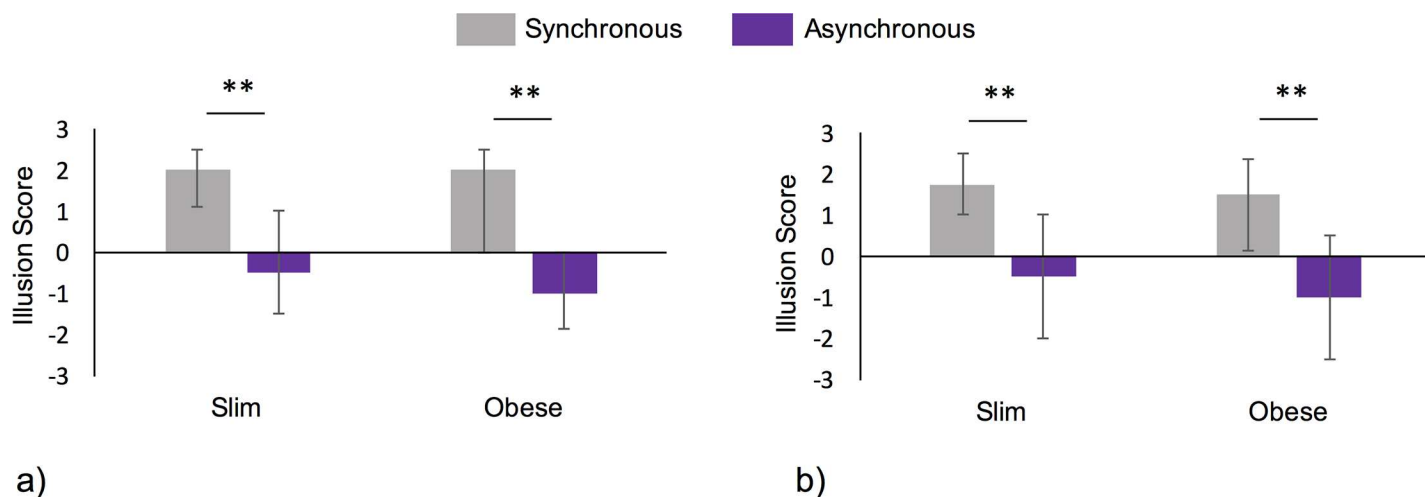 Synchronous Asynchronous
** **
3
2
1
0
-1
-2
-3
Illusion Score
Slim Obese
a)
** **
3
2
1
0
-1
-2
-3
Illusion Score
Slim Obese
b)